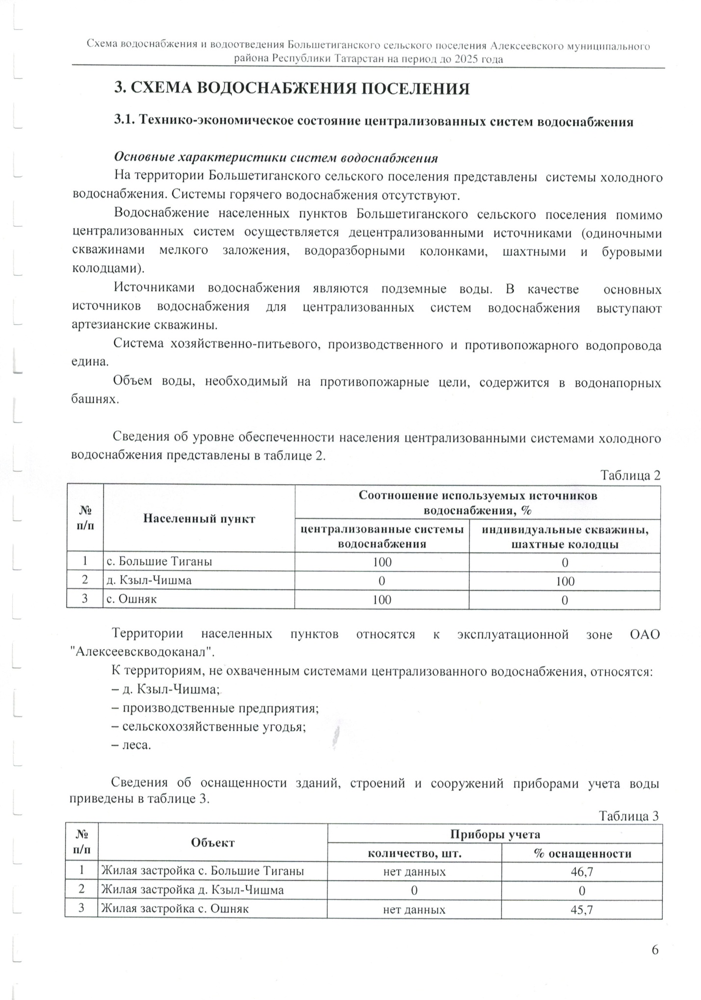 Схема водоснабжения и водоотведения Большетиганского сельского поселения Алексеевского муниципального
района Республики Татарстан на период до 2025 года
3. СХЕМА ВОДОСНАБЖЕНИЯ ПОСЕЛЕНИЯ
3.1. Технико-экономическое состояние централизованных систем водоснабжения
Основные характеристики систем водоснабжения
На территории Большетиганского сельского поселения представлены системы холодного
водоснабжения. Системы горячего водоснабжения отсутствуют.
Водоснабжение населенных пунктов Большетиганского сельского поселения помимо
централизованных систем осуществляется децентрализованными источниками (одиночными
скважинами мелкого заложения, водоразборными колонками, шахтными и буровыми
колодцами).
Источниками водоснабжения являются подземные воды. В качестве основных
источников водоснабжения для централизованных систем водоснабжения выступают
артезианские скважины.
Система хозяйственно-питьевого, производственного и противопожарного водопровода
едина.
Объем воды, необходимый на противопожарные цели, содержится в водонапорных
башнях.
Сведения об уровне обеспеченности населения централизованными системами холодного
водоснабжения представлены в таблице 2.
Таблица 2
№ п/п Населенный пункт Соотношение используемых источников
водоснабжения, %
централизованные системы водоснабжения индивидуальные скважины, шахтные колодцы
1 с. Большие Тиганы 100 0
2 д. Кзыл-Чишма 0 100
3 с. Ошняк 100 0
Территории населенных пунктов относятся к эксплуатационной зоне ОАО
"Алексеевскводоканал".
К территориям, не охваченным системами централизованного водоснабжения, относятся:
– д. Кзыл-Чишма;
– производственные предприятия;
– сельскохозяйственные угодья;
– леса.
Сведения об оснащенности зданий, строений и сооружений приборами учета воды
приведены в таблице 3.
Таблица 3
№ п/п Объект Приборы учета
количество, шт. % оснащенности
1 Жилая застройка с. Большие Тиганы нет данных 46,7
2 Жилая застройка д. Кзыл-Чишма 0 0
3 Жилая застройка с. Ошняк нет данных 45,7
6